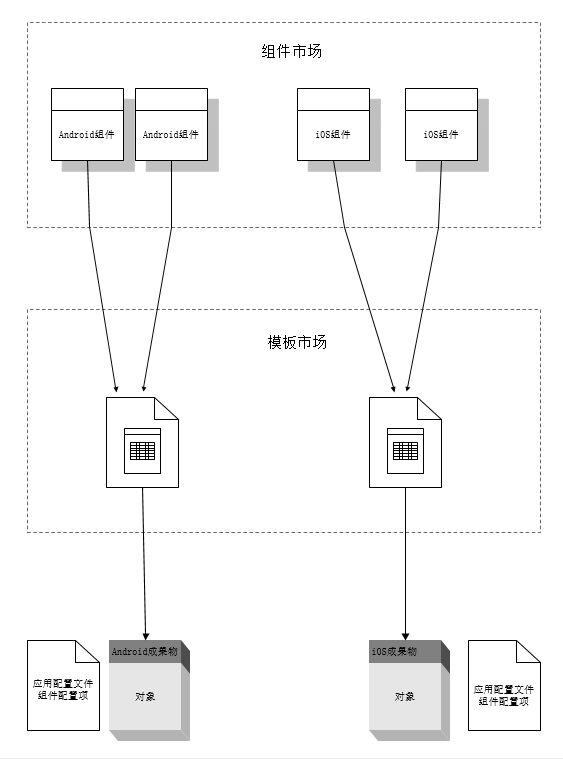 组件市场
Android组件
Android组件
iOS组件
iOS组件
模板市场
Android成果物
iOS成果物
应用配置文件
组件配置项
对象
对象
应用配置文件
组件配置项